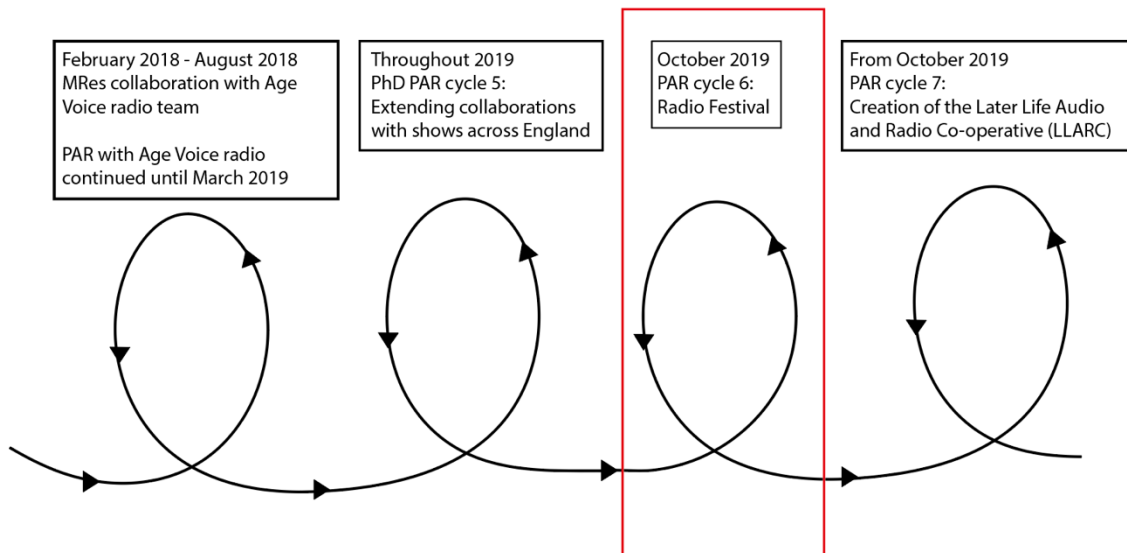 February 2018 - August 2018
MRes collaboration with Age
Voice radio team
PAR with Age Voice radio
continued until March 2019
Throughout 2019
PhD PAR cycle 5:
Extending collaborations
with shows across England
October 2019
PAR cycle 6:
Radio Festival
From October 2019
PAR cycle 7:
Creation of the Later Life Audio
and Radio Co-operative (LLARC)